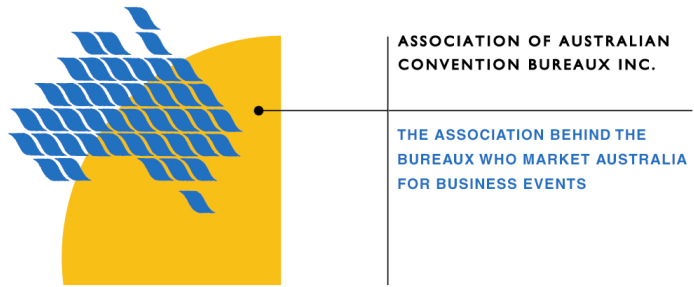 ASSOCIATION OF AUSTRALIAN
CONVENTION BUREAUX INC.
THE ASSOCIATION BEHIND THE
BUREAUX WHO MARKET AUSTRALIA
FOR BUSINESS EVENTS